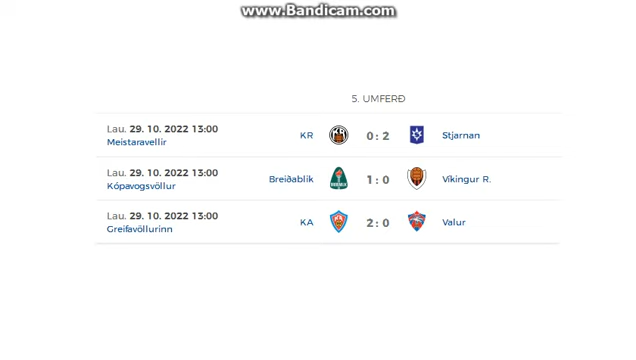 www.Bandicam.com
5. UMFERÐ
Lau. 29. 10. 2022 13:00
Meistaravellir
KR 0 : 2 Stjarnan
Lau. 29. 10. 2022 13:00
Kópavogsvöllur
Breiðablik 1 : 0 Víkingur R.
Lau. 29. 10. 2022 13:00
Greifavöllurinn
KA 2 : 0 Valur